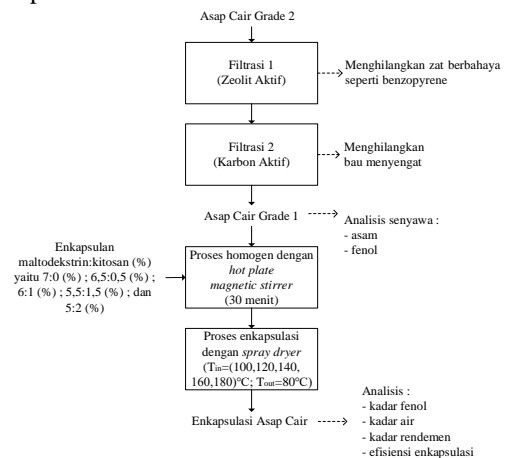 Asap Cair Grade 2
Filtrasi 1
(Zeolit Aktif)
Menghilangkan zat berbahaya
seperti benzopyrene
Filtrasi 2
(Karbon Aktif)
Menghilangkan
bau menyengat
Asap Cair Grade 1
Analisis senyawa :
- asam
- fenol
Enkapsulan
maltodekstrin:kitosan (%)
yaitu 7:0 (%) ; 6,5:0,5 (%) ;
6:1 (%) ; 5,5:1,5 (%) ; dan
5:2 (%)
Proses homogen dengan
hot plate
magnetic stirrer
(30 menit)
Proses enkapsulasi
dengan spray dryer
(Tin=(100,120,140,
160,180)°C; Tout=80°C)
Enkapsulasi Asap Cair
Analisis :
- kadar fenol
- kadar air
- kadar rendemen
- efisiensi enkapsulasi